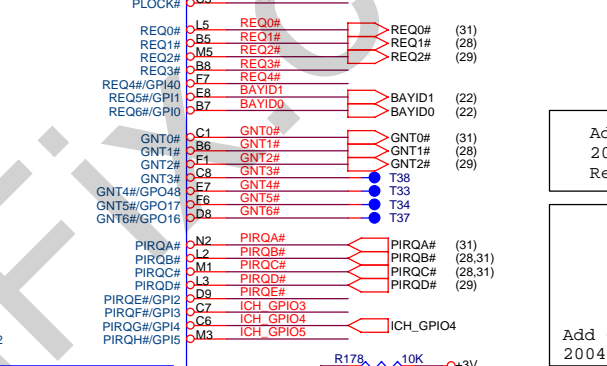 PLOCK#
REQ0# L5 REQ0# REQ0# (31)
REQ1# B5 REQ1# REQ1# (28)
REQ2# M5 REQ2# REQ2# (29)
REQ3# B8 REQ3#
REQ4#/GPI40 F7 REQ4#
REQ5#/GPI1 E8 BAYID1 BAYID1 (22)
REQ6#/GPI0 B7 BAYID0 BAYID0 (22)
GNT0# C1 GNT0# GNT0# (31)
GNT1# B6 GNT1# GNT1# (28)
GNT2# F1 GNT2# GNT2# (29)
GNT3# C8 GNT3# T38
GNT4#/GPO48 E7 GNT4# T33
GNT5#/GPO17 F6 GNT5# T34
GNT6#/GPO16 D8 GNT6# T37
PIRQA# N2 PIRQA# PIRQA# (31)
PIRQB# L2 PIRQB# PIRQB# (28,31)
PIRQC# M1 PIRQC# PIRQC# (28,31)
PIRQD# L3 PIRQD# PIRQD# (29)
PIRQE#/GPI2 D9 PIRQE#
PIRQF#/GPI3 C7 ICH_GPIO3
PIRQG#/GPI4 C6 ICH_GPIO4 ICH_GPIO4
PIRQH#/GPI5 M3 ICH_GPIO5
R178 10K +3V
Ad
20
Re
Add
2004